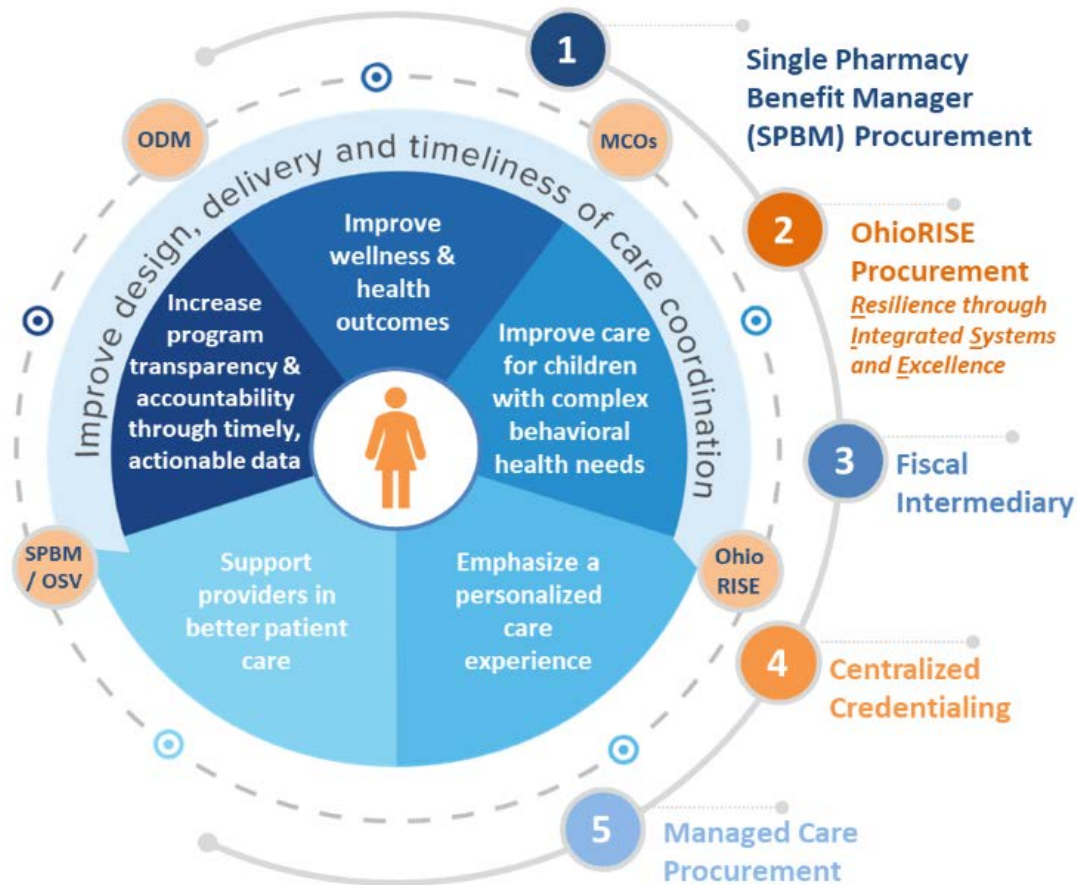 1
Single Pharmacy
Benefit Manager
(SPBM) Procurement
ODM
MCOs
Improve design, delivery and timeliness of care coordination
2
OhioRISE
Procurement
Resilience through
Integrated Systems
and Excellence
Improve
wellness &
health
outcomes
Increase
program
transparency &
accountability
through timely,
actionable data
Improve care
for children
with complex
behavioral
health needs
3
Fiscal
Intermediary
SPBM
/ OSV
Support
providers in
better patient
care
Emphasize a
personalized
care
experience
Ohio
RISE
4
Centralized
Credentialing
5
Managed Care
Procurement